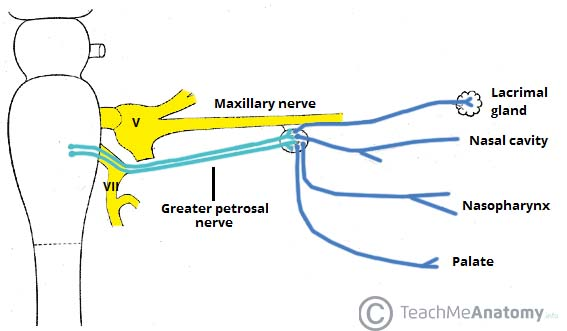 Lacrimal
gland
Maxillary nerve
V
Nasal cavity
VII
Greater petrosal
nerve
Nasopharynx
Palate
© TeachMeAnatomy.info